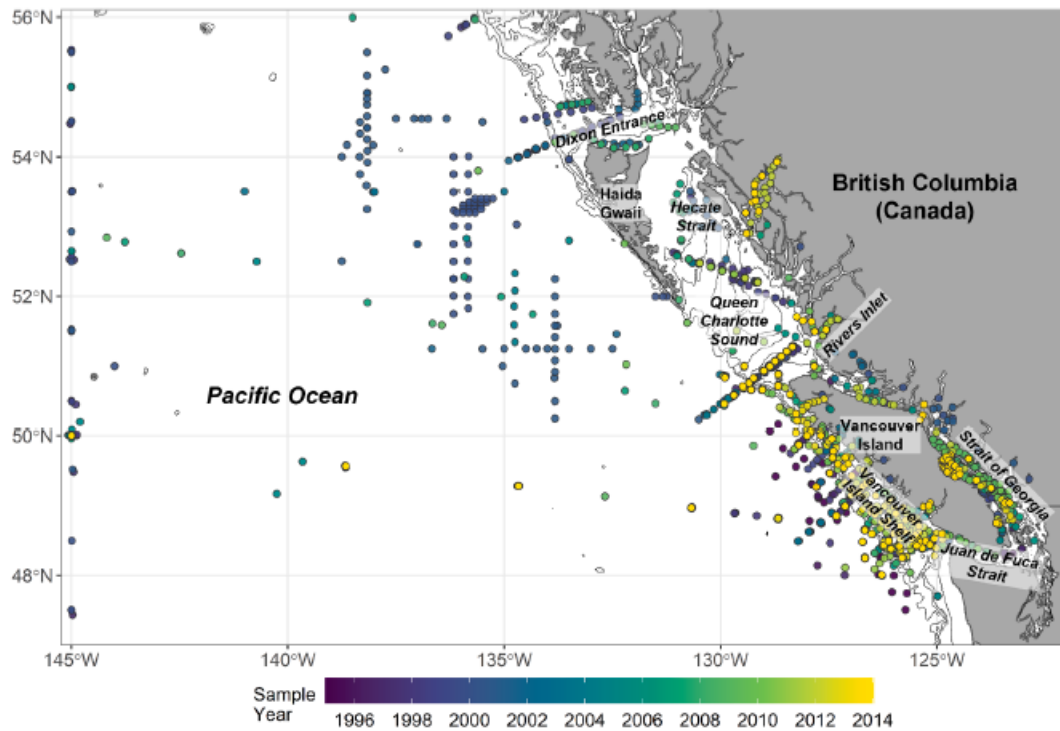 56°N
54°N
52°N
50°N
48°N
Dixon Entrance
Haida
Gwaii
Hecate
Strait
British Columbia
(Canada)
Queen
Charlotte
Sound
Rivers Inlet
Pacific Ocean
Vancouver
Island
Strait of Georgia
Vancouver
Island Shelf
Juan de Fuca
Strait
145°W
140°W
135°W
130°W
125°W
Sample
Year
1996 1998 2000 2002 2004 2006 2008 2010 2012 2014